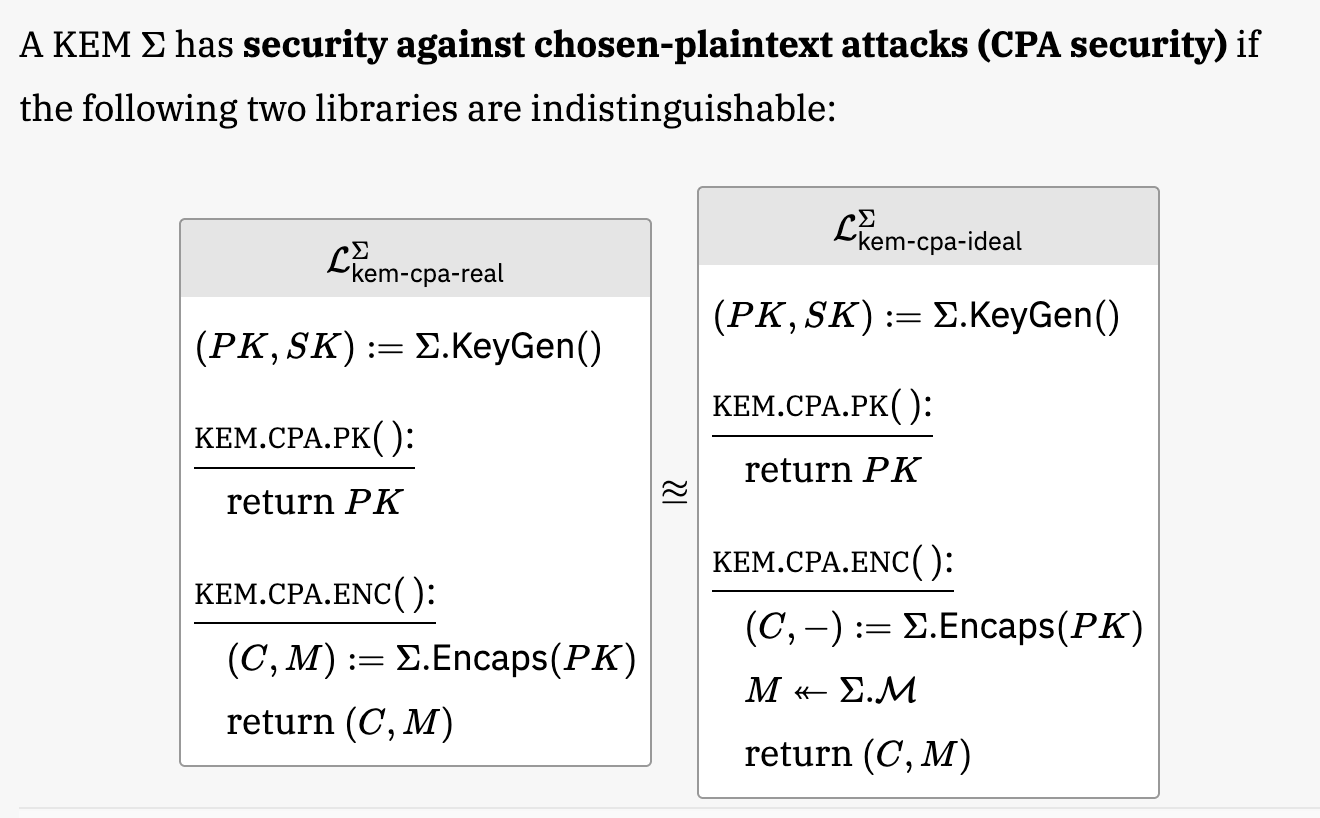 A KEM Σ has security against chosen-plaintext attacks (CPA security) if
the following two libraries are indistinguishable:
ℒ^Σ_kem-cpa-real
(PK, SK) := Σ.KeyGen()
KEM.CPA.PK( ):
return PK
KEM.CPA.ENC( ):
(C, M) := Σ.Encaps(PK)
return (C, M)
≊
ℒ^Σ_kem-cpa-ideal
(PK, SK) := Σ.KeyGen()
KEM.CPA.PK( ):
return PK
KEM.CPA.ENC( ):
(C, −) := Σ.Encaps(PK)
M ↞ Σ.ℳ
return (C, M)